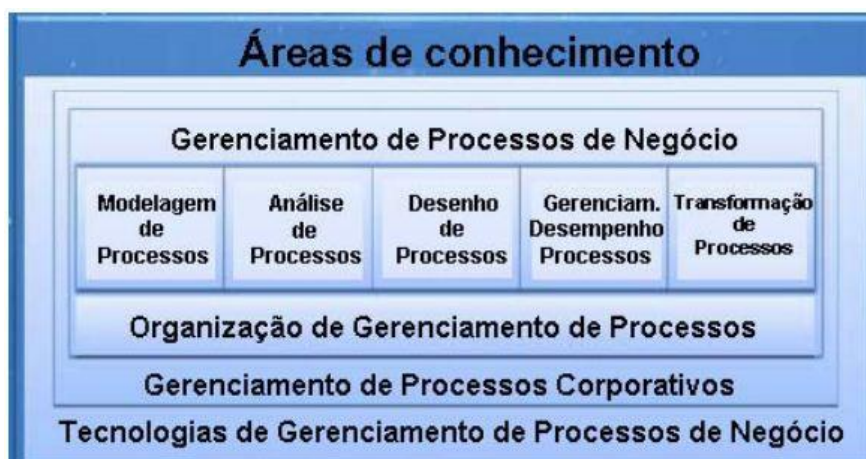 Áreas de conhecimento
Gerenciamento de Processos de Negócio
Modelagem
de
Processos
Análise
de
Processos
Desenho
de
Processos
Gerenciam.
Desempenho
Processos
Transformação
de
Processos
Organização de Gerenciamento de Processos
Gerenciamento de Processos Corporativos
Tecnologias de Gerenciamento de Processos de Negócio